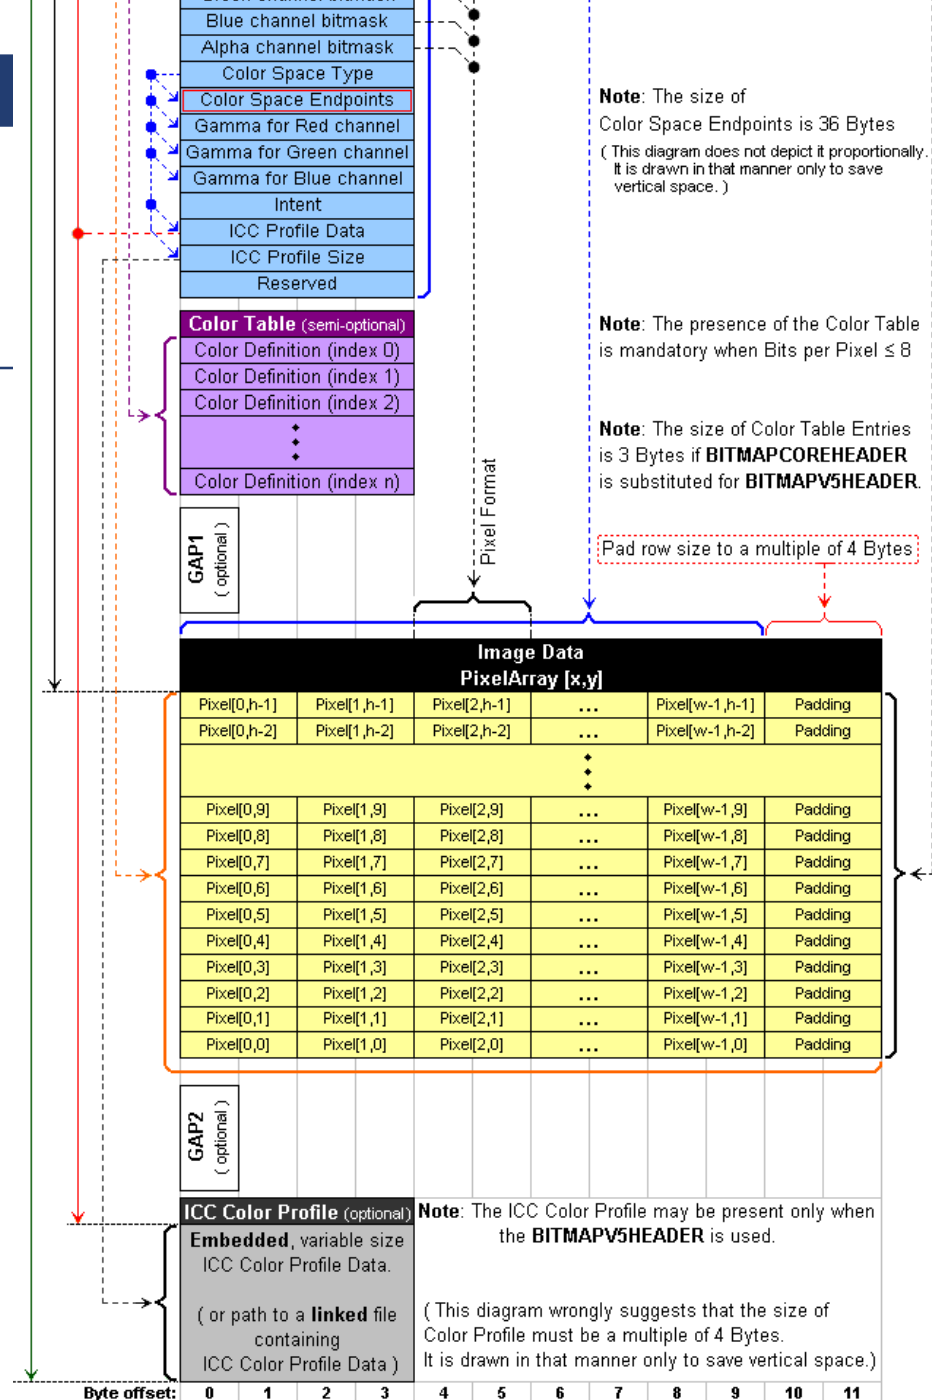 Blue channel bitmask
Alpha channel bitmask
Color Space Type
Color Space Endpoints
Gamma for Red channel
Gamma for Green channel
Gamma for Blue channel
Intent
ICC Profile Data
ICC Profile Size
Reserved
Note: The size of
Color Space Endpoints is 36 Bytes
( This diagram does not depict it proportionally.
It is drawn in that manner only to save
vertical space. )
Color Table (semi-optional)
Color Definition (index 0)
Color Definition (index 1)
Color Definition (index 2)
Color Definition (index n)
Note: The presence of the Color Table
is mandatory when Bits per Pixel ≤ 8
Note: The size of Color Table Entries
is 3 Bytes if BITMAPCOREHEADER
is substituted for BITMAPV5HEADER.
GAP1
( optional )
Pixel Format
Pad row size to a multiple of 4 Bytes
Image Data
PixelArray [x,y]
Pixel[0,h-1] Pixel[1,h-1] Pixel[2,h-1] ... Pixel[w-1,h-1] Padding
Pixel[0,h-2] Pixel[1,h-2] Pixel[2,h-2] ... Pixel[w-1,h-2] Padding
Pixel[0,9] Pixel[1,9] Pixel[2,9] ... Pixel[w-1,9] Padding
Pixel[0,8] Pixel[1,8] Pixel[2,8] ... Pixel[w-1,8] Padding
Pixel[0,7] Pixel[1,7] Pixel[2,7] ... Pixel[w-1,7] Padding
Pixel[0,6] Pixel[1,6] Pixel[2,6] ... Pixel[w-1,6] Padding
Pixel[0,5] Pixel[1,5] Pixel[2,5] ... Pixel[w-1,5] Padding
Pixel[0,4] Pixel[1,4] Pixel[2,4] ... Pixel[w-1,4] Padding
Pixel[0,3] Pixel[1,3] Pixel[2,3] ... Pixel[w-1,3] Padding
Pixel[0,2] Pixel[1,2] Pixel[2,2] ... Pixel[w-1,2] Padding
Pixel[0,1] Pixel[1,1] Pixel[2,1] ... Pixel[w-1,1] Padding
Pixel[0,0] Pixel[1,0] Pixel[2,0] ... Pixel[w-1,0] Padding
GAP2
( optional )
ICC Color Profile (optional)
Embedded, variable size
ICC Color Profile Data.
( or path to a linked file
containing
ICC Color Profile Data )
Note: The ICC Color Profile may be present only when
the BITMAPV5HEADER is used.
( This diagram wrongly suggests that the size of
Color Profile must be a multiple of 4 Bytes.
It is drawn in that manner only to save vertical space.)
Byte offset: 0 1 2 3 4 5 6 7 8 9 10 11